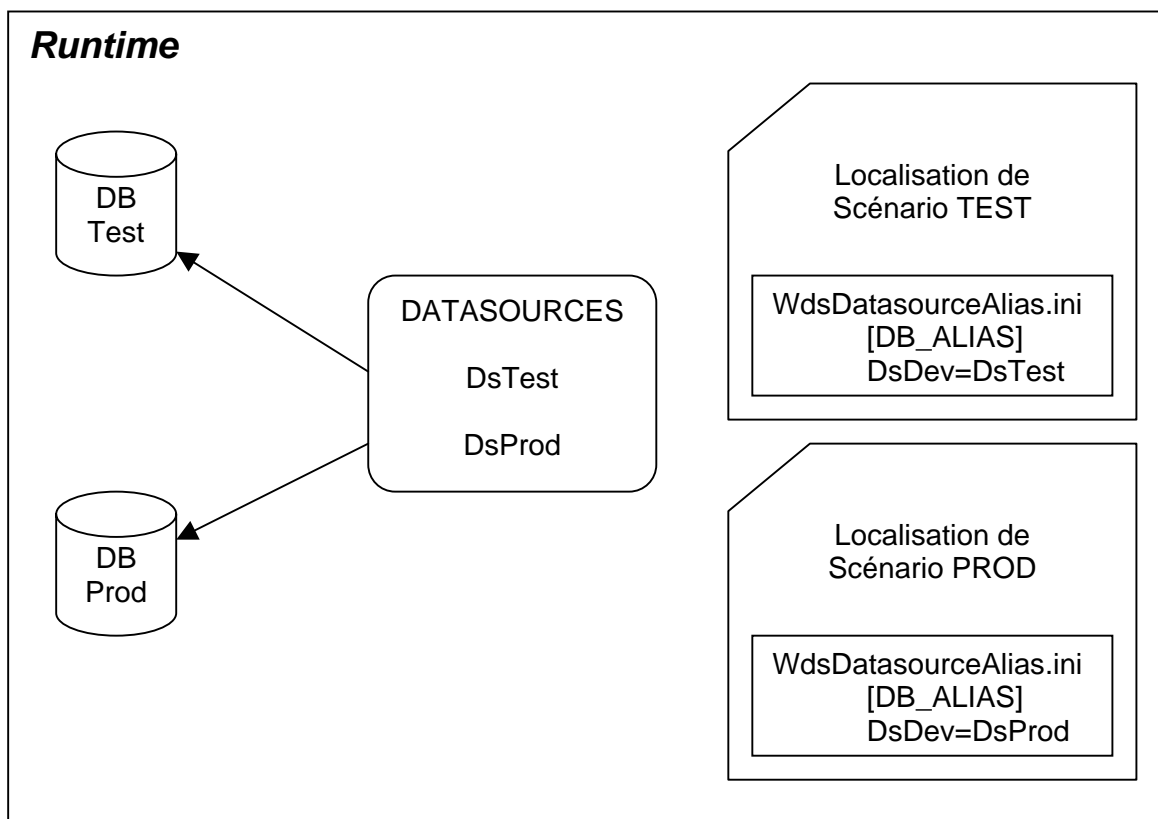 Runtime
DB
Test
DATASOURCES
DsTest
DsProd
DB
Prod
Localisation de
Scénario TEST
WdsDatasourceAlias.ini
[DB_ALIAS]
DsDev=DsTest
Localisation de
Scénario PROD
WdsDatasourceAlias.ini
[DB_ALIAS]
DsDev=DsProd